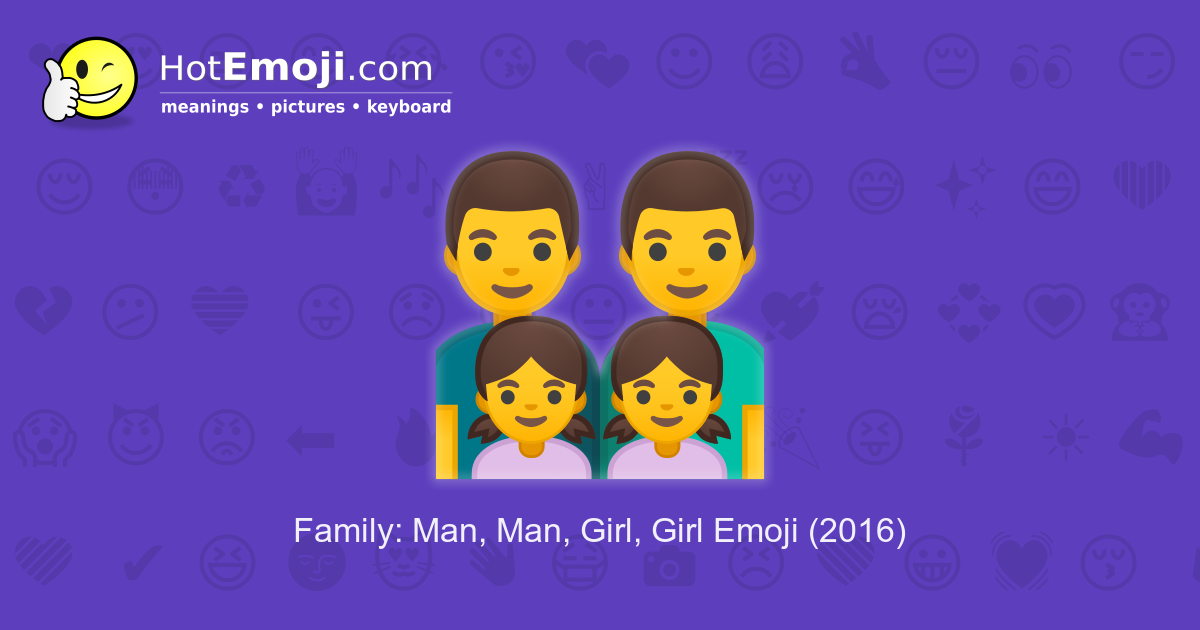 HotEmoji.com
meanings • pictures • keyboard
Family: Man, Man, Girl, Girl Emoji (2016)